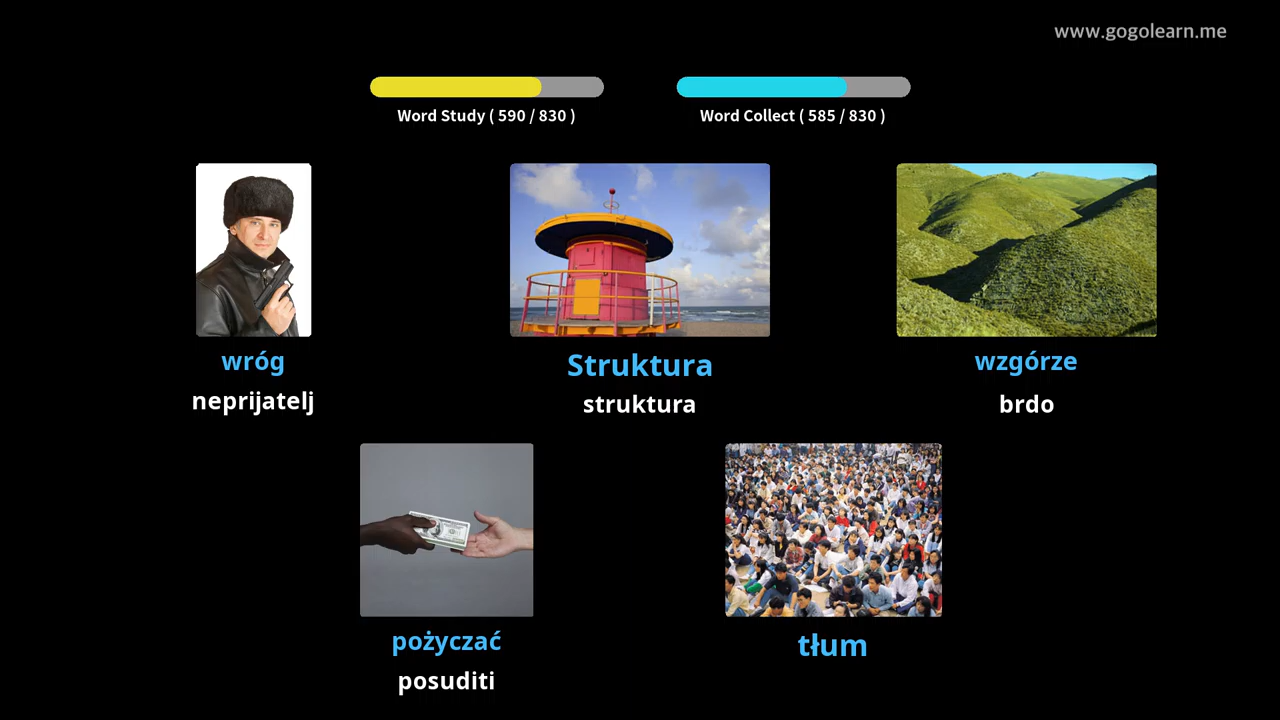 www.gogolearn.me
Word Study ( 590 / 830 )
Word Collect ( 585 / 830 )
wróg
neprijatelj
Struktura
struktura
wzgórze
brdo
pożyczać
posuditi
tłum